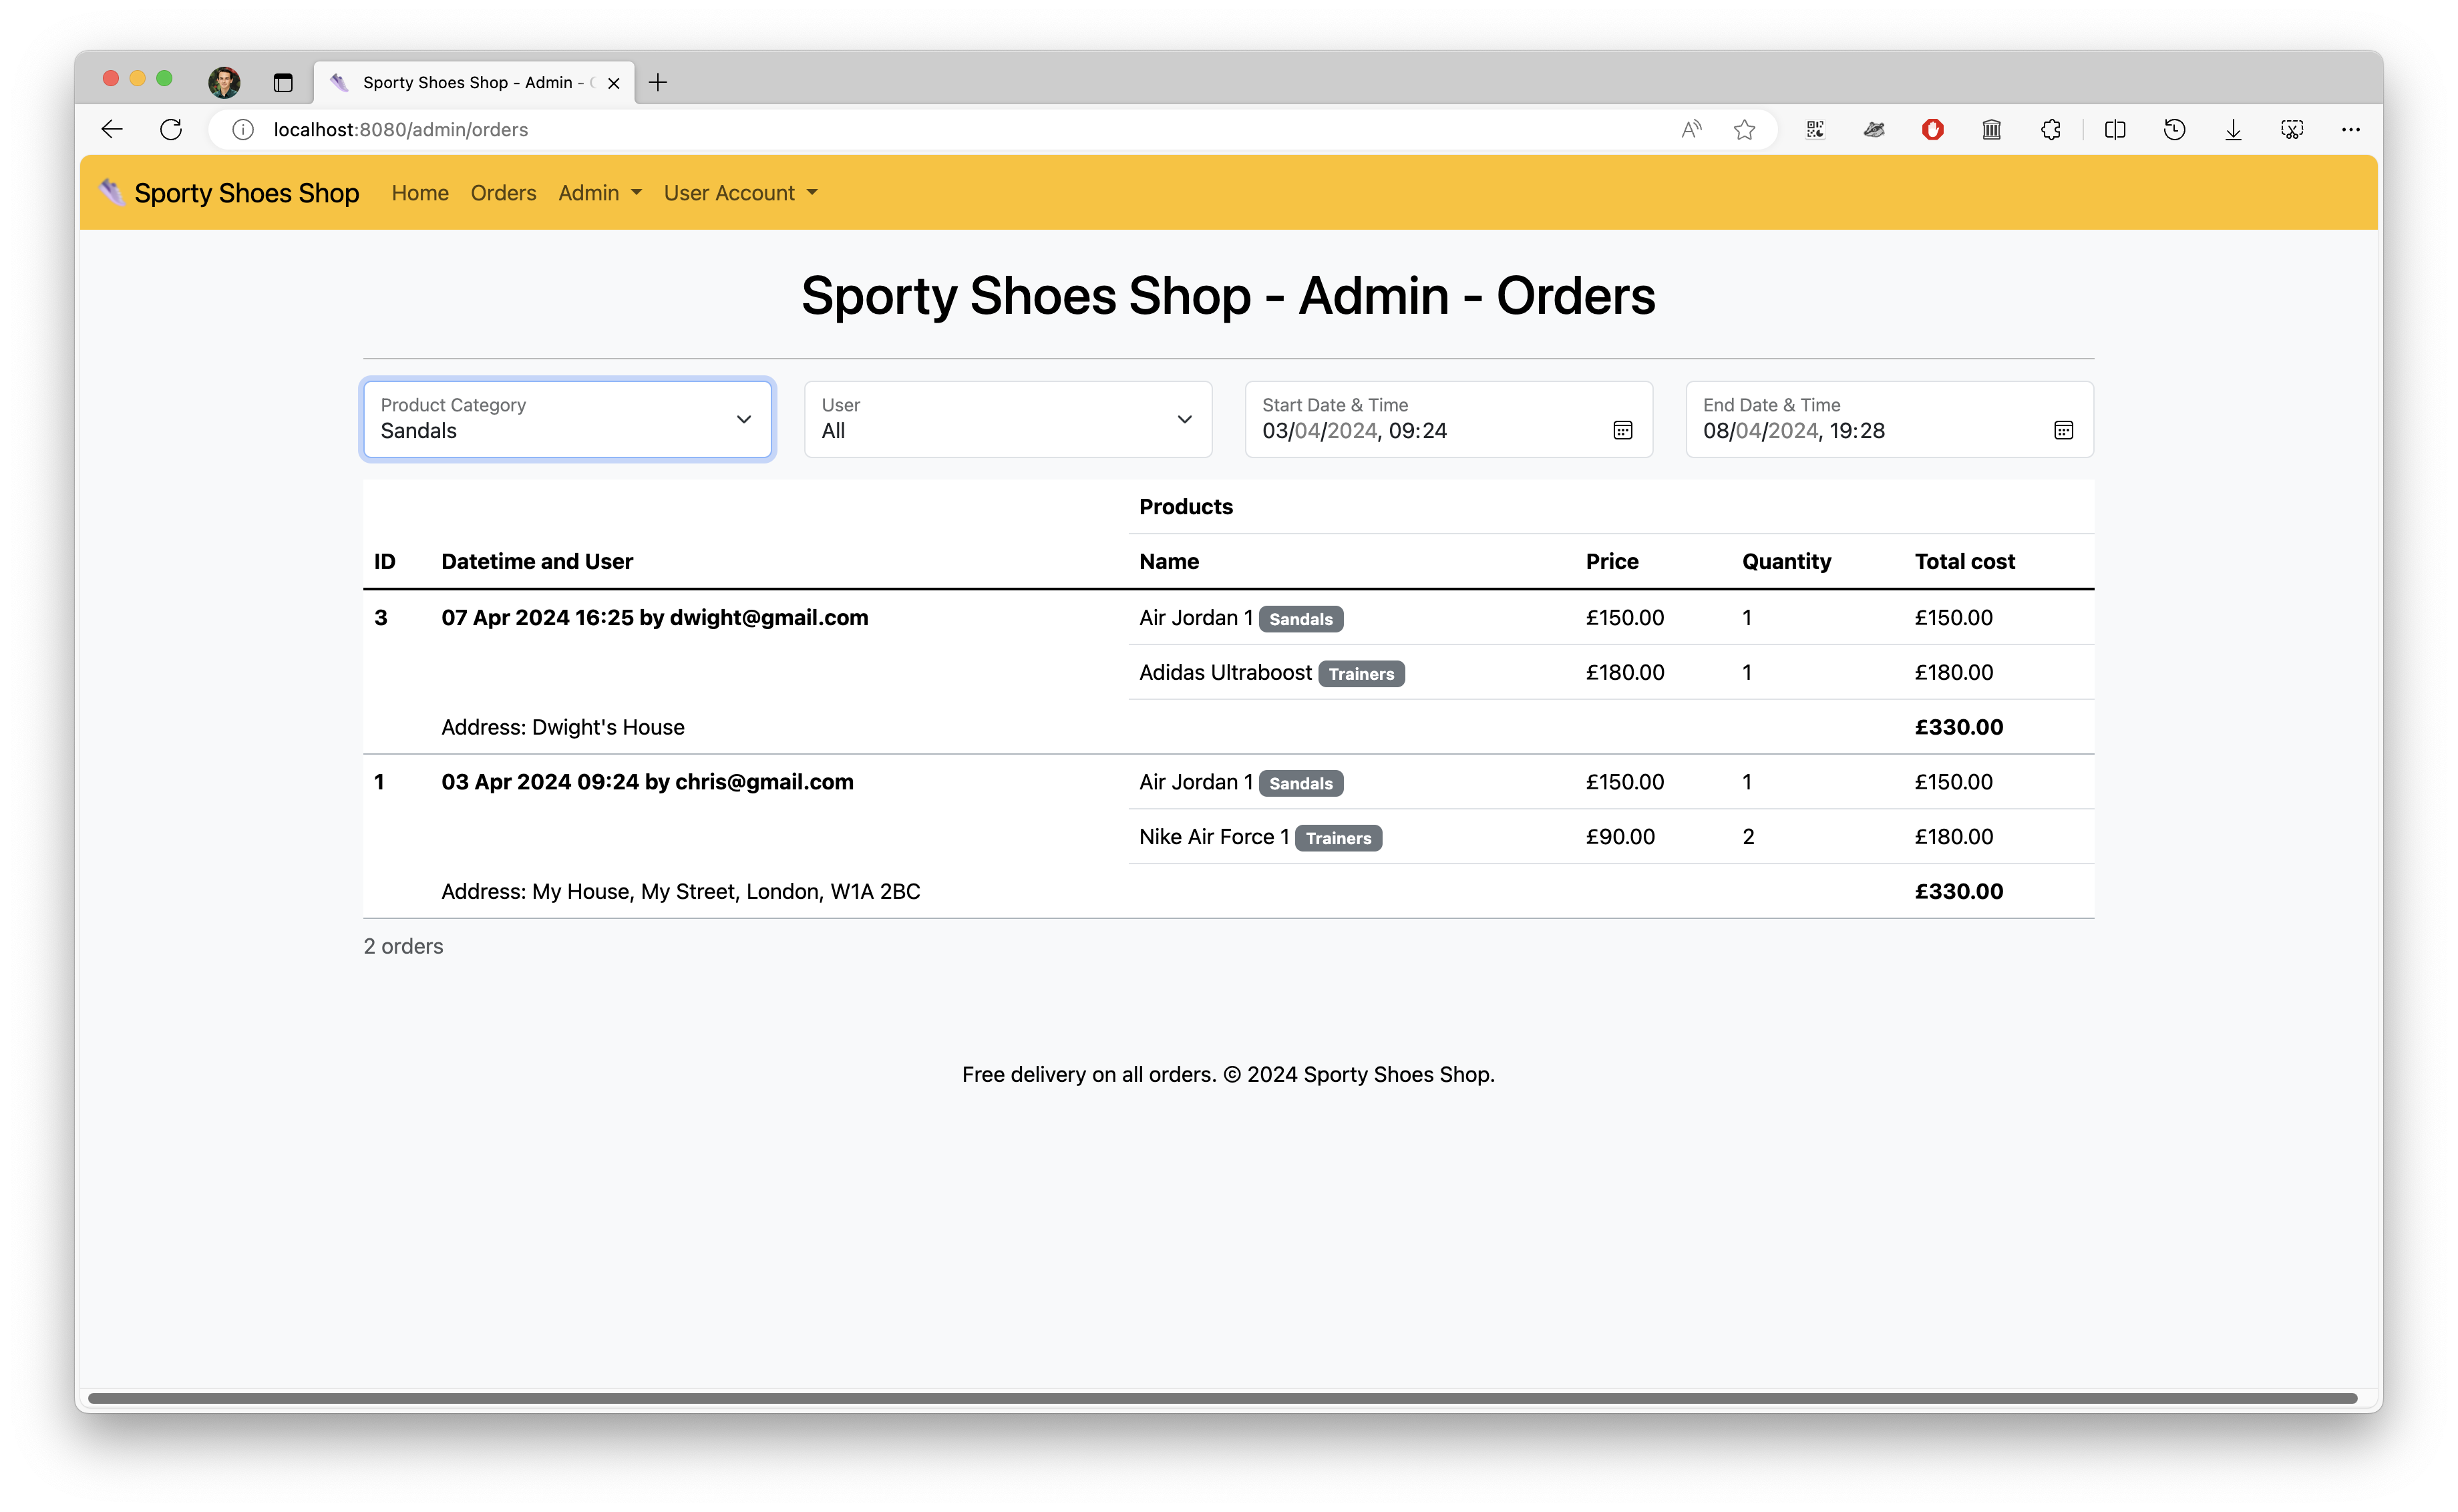 Sporty Shoes Shop - Admin -
localhost:8080/admin/orders
Sporty Shoes Shop Home Orders Admin User Account
Sporty Shoes Shop - Admin - Orders
Product Category User Start Date & Time End Date & Time
Sandals All 03/04/2024, 09:24 08/04/2024, 19:28
Products
ID Datetime and User Name Price Quantity Total cost
3 07 Apr 2024 16:25 by dwight@gmail.com Air Jordan 1 Sandals £150.00 1 £150.00
Adidas Ultraboost Trainers £180.00 1 £180.00
Address: Dwight's House £330.00
1 03 Apr 2024 09:24 by chris@gmail.com Air Jordan 1 Sandals £150.00 1 £150.00
Nike Air Force 1 Trainers £90.00 2 £180.00
Address: My House, My Street, London, W1A 2BC £330.00
2 orders
Free delivery on all orders. © 2024 Sporty Shoes Shop.